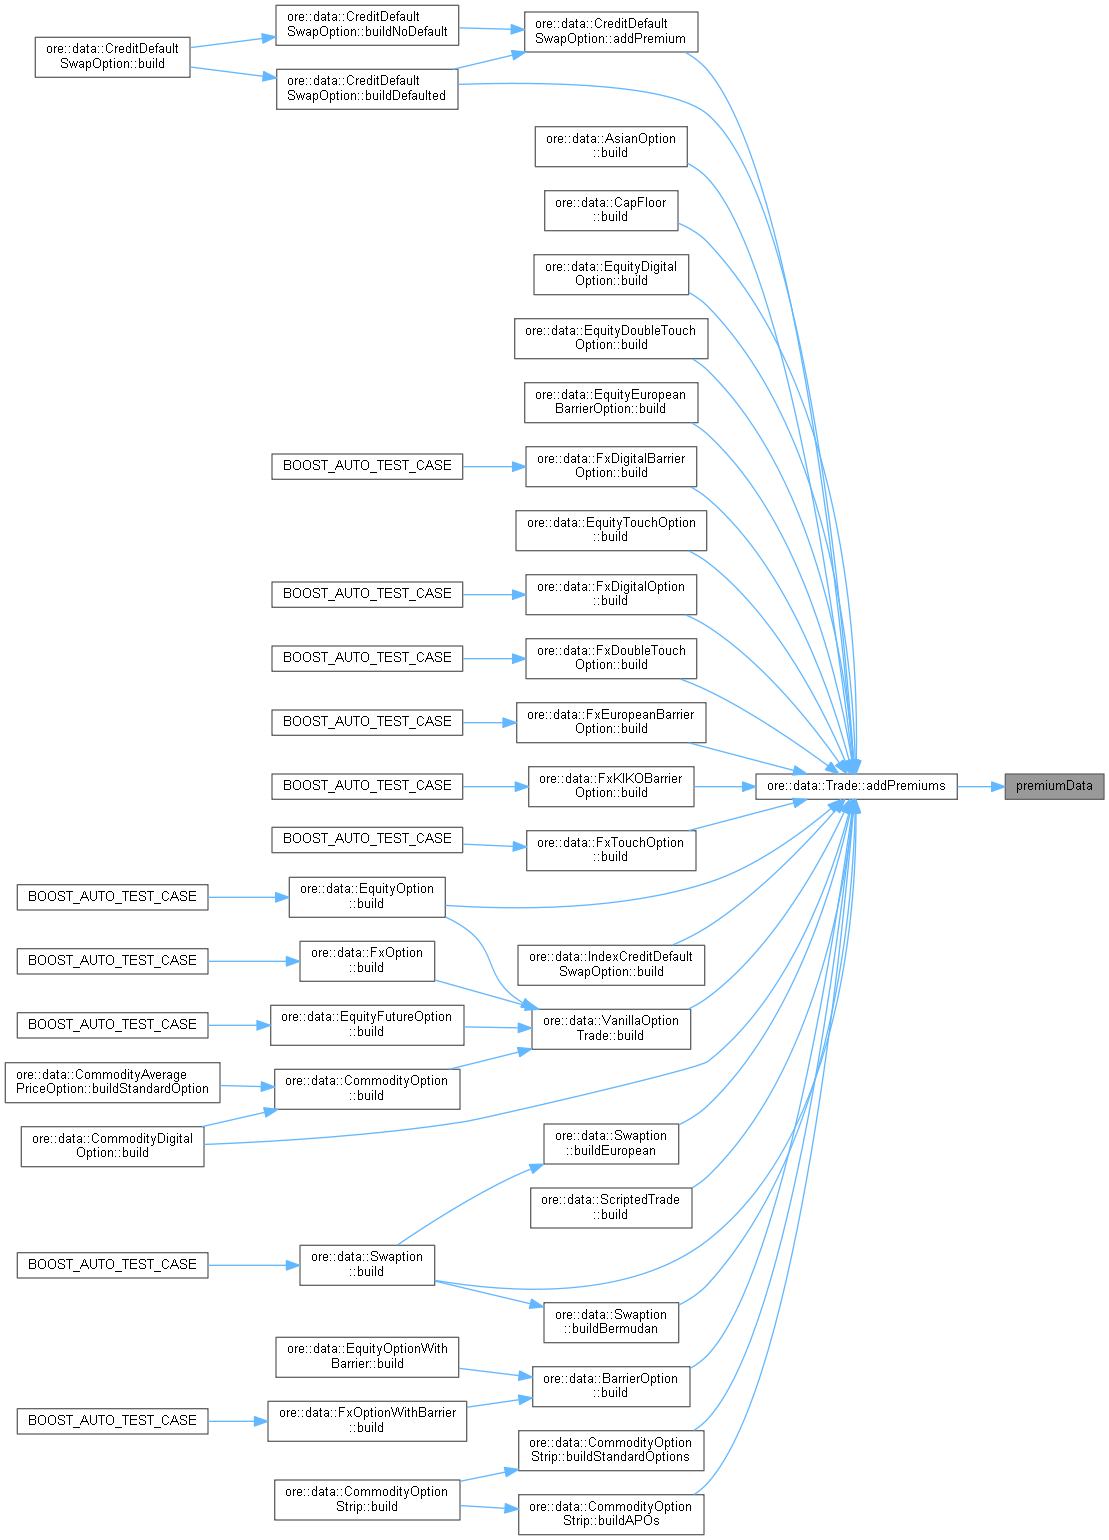 ore::data::CreditDefault
SwapOption::build
ore::data::CreditDefault
SwapOption::buildNoDefault
ore::data::CreditDefault
SwapOption::addPremium
ore::data::CreditDefault
SwapOption::buildDefaulted
ore::data::AsianOption
::build
ore::data::CapFloor
::build
ore::data::EquityDigital
Option::build
ore::data::EquityDoubleTouch
Option::build
ore::data::EquityEuropean
BarrierOption::build
BOOST_AUTO_TEST_CASE
ore::data::FxDigitalBarrier
Option::build
ore::data::EquityTouchOption
::build
BOOST_AUTO_TEST_CASE
ore::data::FxDigitalOption
::build
BOOST_AUTO_TEST_CASE
ore::data::FxDoubleTouch
Option::build
BOOST_AUTO_TEST_CASE
ore::data::FxEuropeanBarrier
Option::build
BOOST_AUTO_TEST_CASE
ore::data::FxKIKOBarrier
Option::build
ore::data::Trade::addPremiums
premiumData
BOOST_AUTO_TEST_CASE
ore::data::FxTouchOption
::build
BOOST_AUTO_TEST_CASE
ore::data::EquityOption
::build
BOOST_AUTO_TEST_CASE
ore::data::FxOption
::build
ore::data::IndexCreditDefault
SwapOption::build
BOOST_AUTO_TEST_CASE
ore::data::EquityFutureOption
::build
ore::data::VanillaOption
Trade::build
ore::data::CommodityAverage
PriceOption::buildStandardOption
ore::data::CommodityOption
::build
ore::data::CommodityDigital
Option::build
ore::data::Swaption
::buildEuropean
ore::data::ScriptedTrade
::build
BOOST_AUTO_TEST_CASE
ore::data::Swaption
::build
ore::data::Swaption
::buildBermudan
ore::data::EquityOptionWith
Barrier::build
ore::data::BarrierOption
::build
BOOST_AUTO_TEST_CASE
ore::data::FxOptionWithBarrier
::build
ore::data::CommodityOption
Strip::buildStandardOptions
ore::data::CommodityOption
Strip::build
ore::data::CommodityOption
Strip::buildAPOs